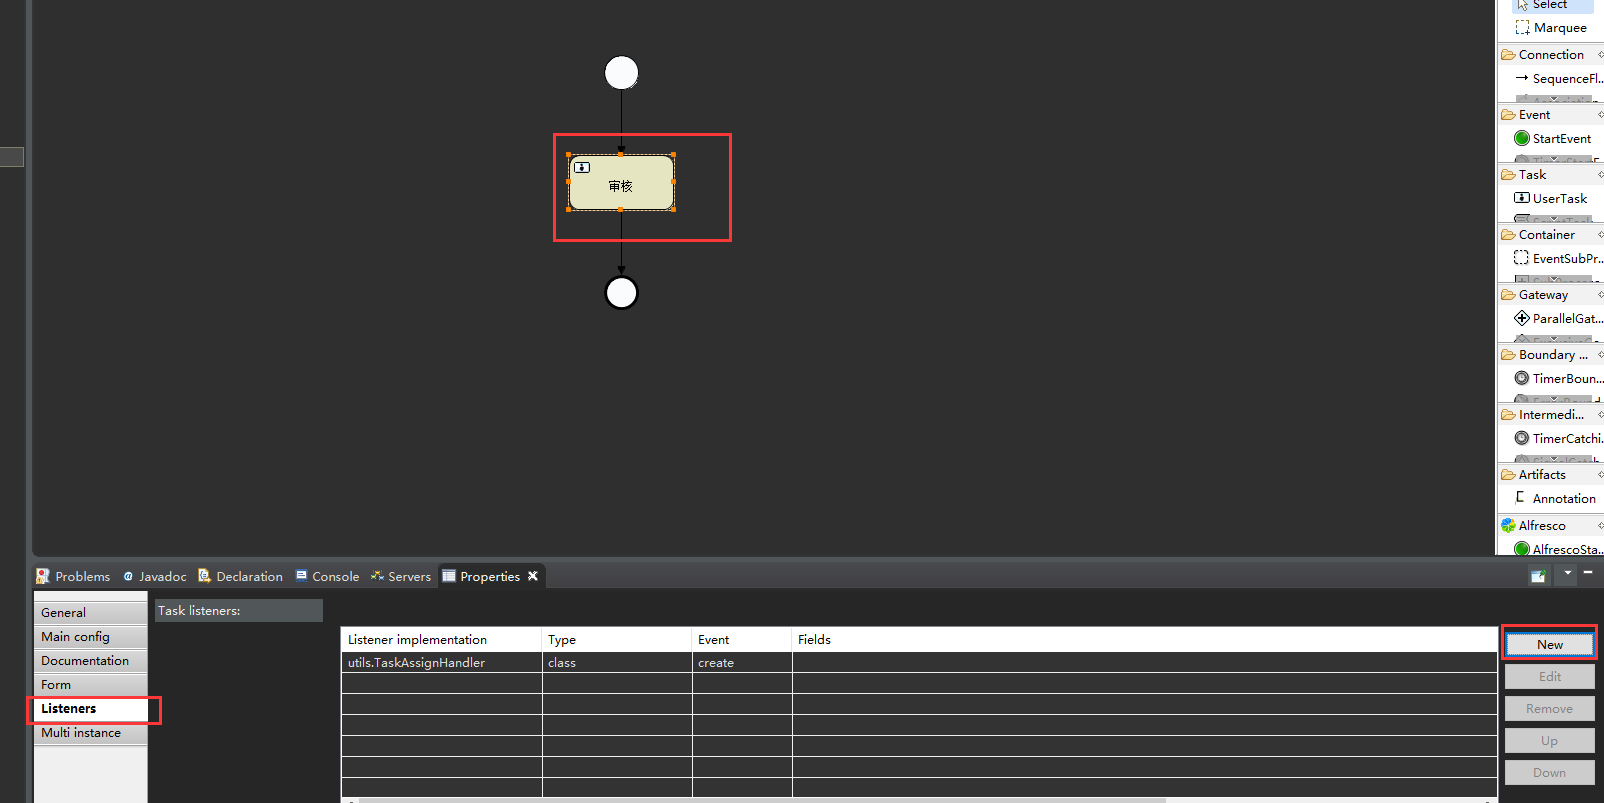 Select
Marquee
Connection
SequenceFl..
Event
StartEvent
Task
UserTask
Container
EventSubPr..
Gateway
ParallelGat...
Boundary ...
TimerBoun...
Intermedi...
TimerCatchi.
Artifacts
Annotation
Alfresco
AlfrescoSta..
审核
Problems
Javadoc
Declaration
Console
Servers
Properties
General
Main config
Documentation
Form
Listeners
Multi instance
Task listeners:
Listener implementation Type Event Fields
utils.TaskAssignHandler class create
New
Edit
Remove
Up
Down